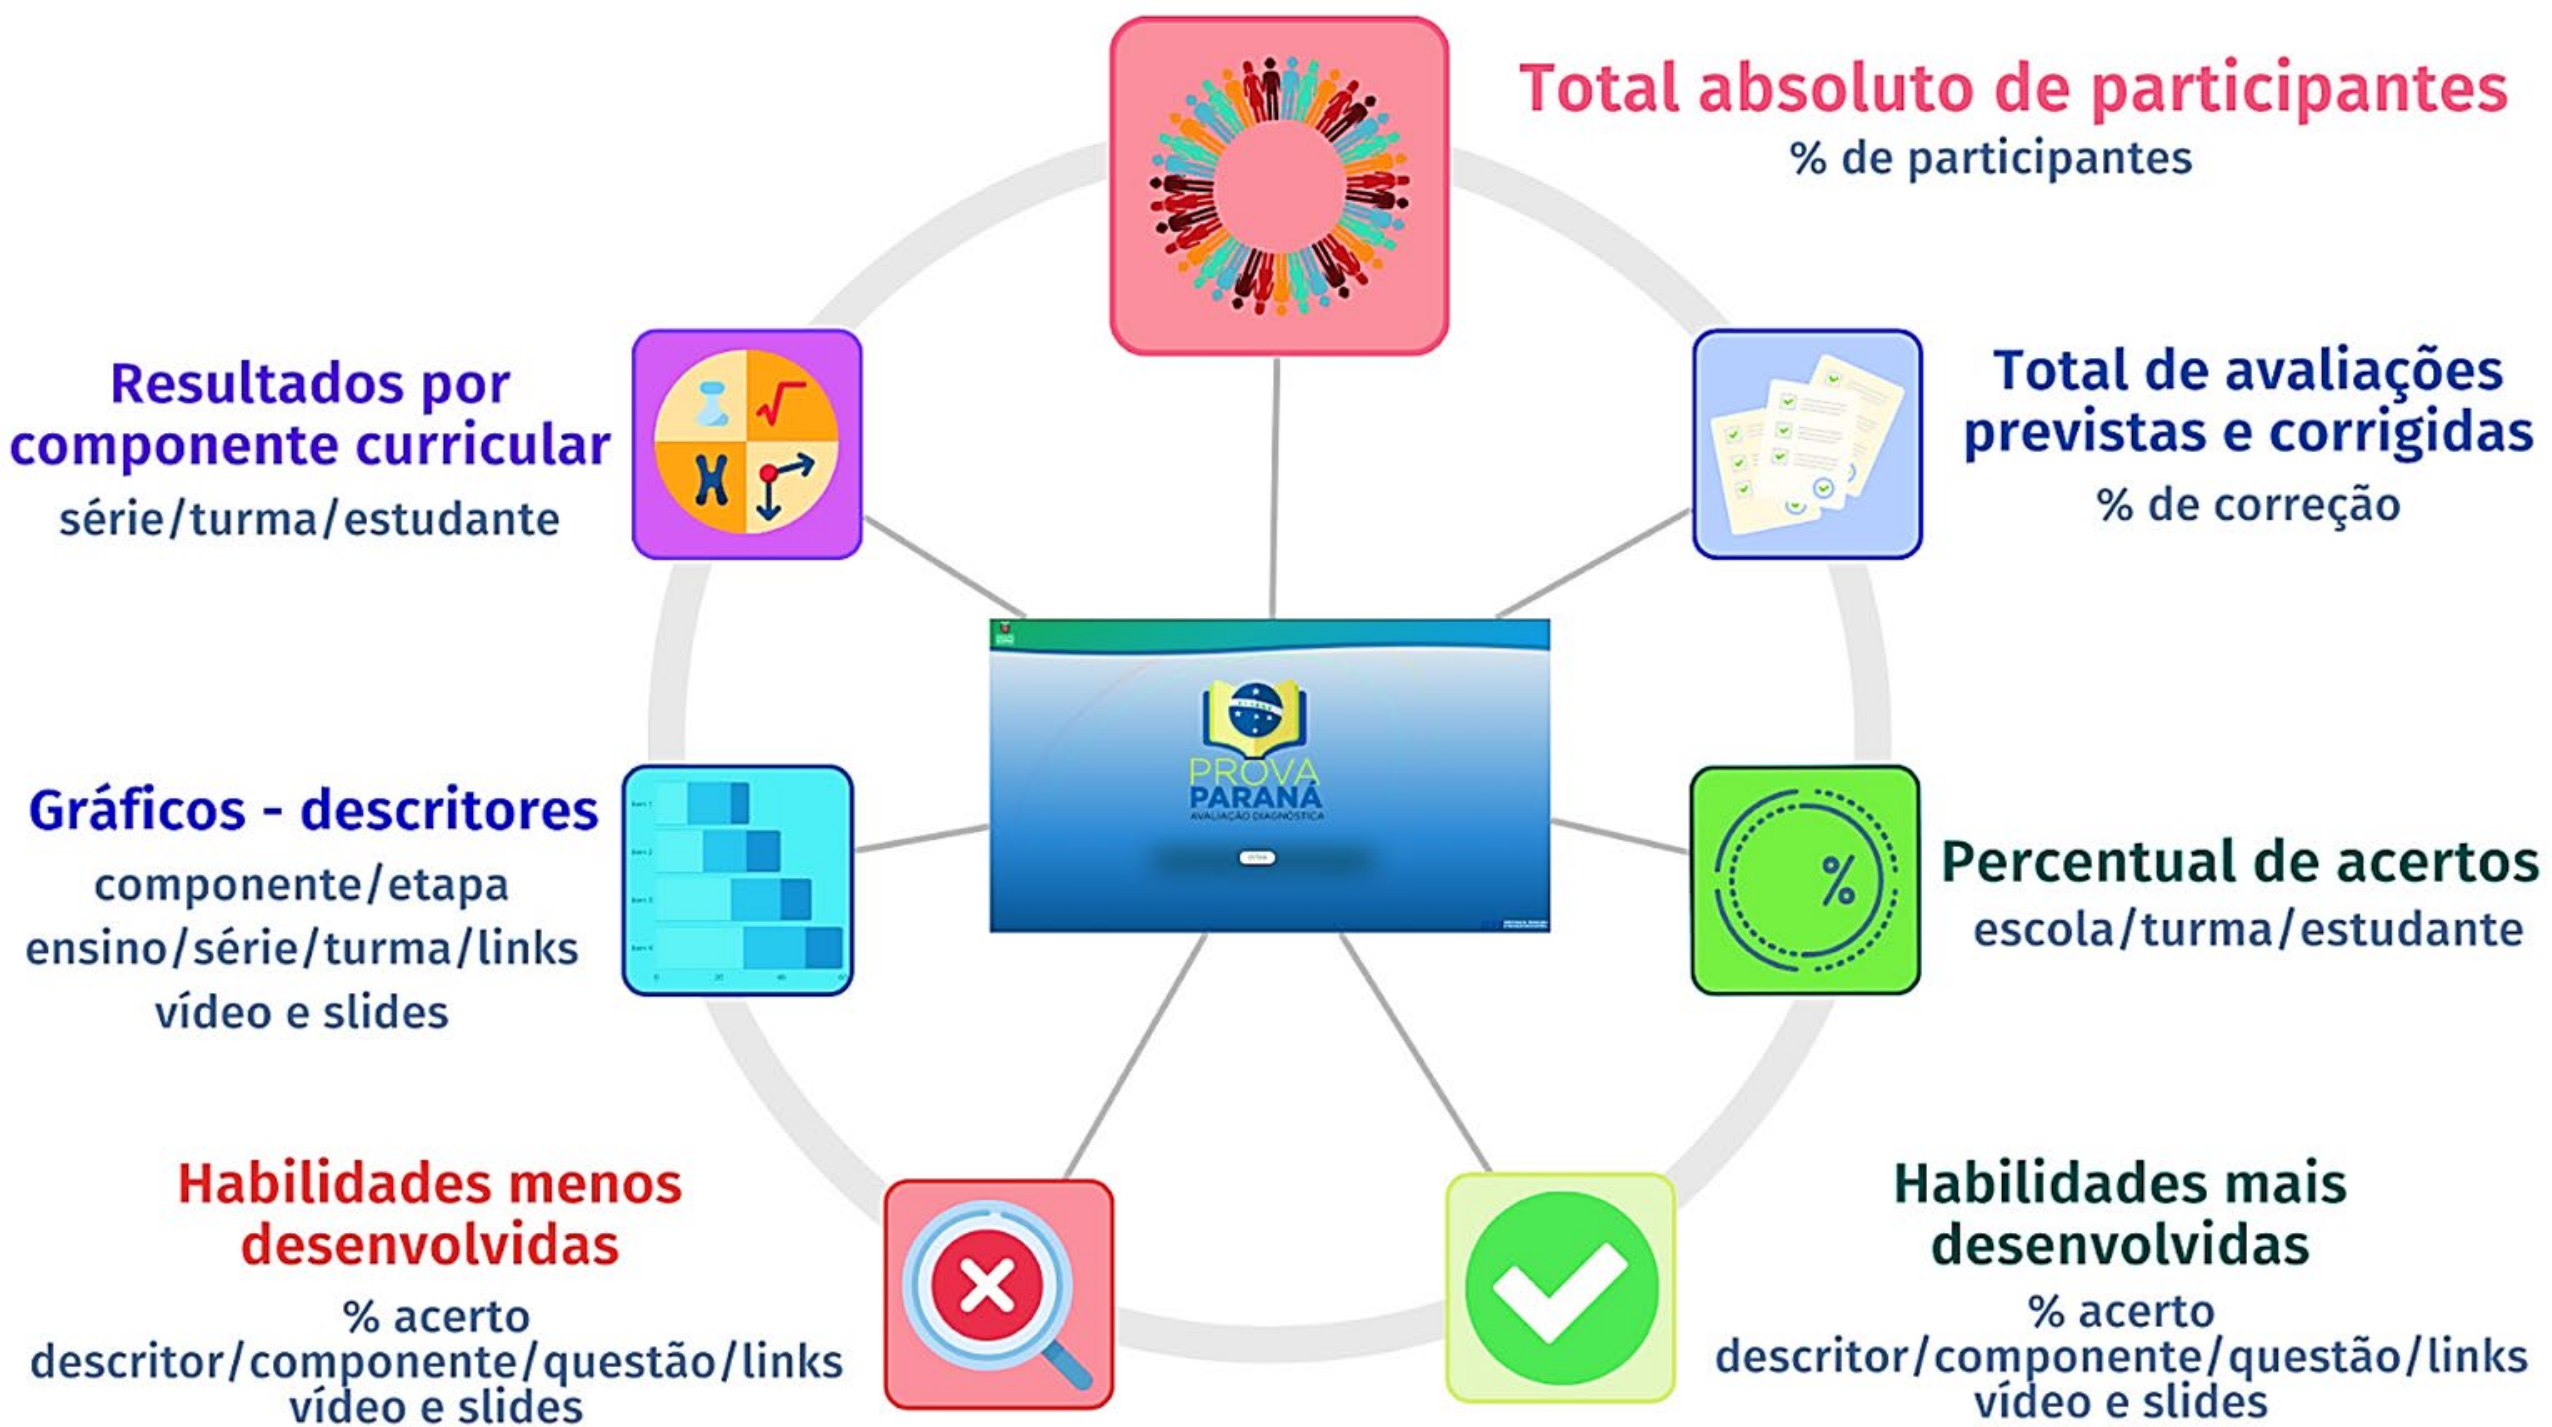 Total absoluto de participantes
% de participantes
Resultados por
componente curricular
série/turma/estudante
Total de avaliações
previstas e corrigidas
% de correção
PROVA
PARANÁ
AVALIAÇÃO DIAGNÓSTICA
Gráficos - descritores
componente/etapa
ensino/série/turma/links
vídeo e slides
Percentual de acertos
escola/turma/estudante
%
Habilidades menos
desenvolvidas
% acerto
descritor/componente/questão/links
vídeo e slides
Habilidades mais
desenvolvidas
% acerto
descritor/componente/questão/links
vídeo e slides